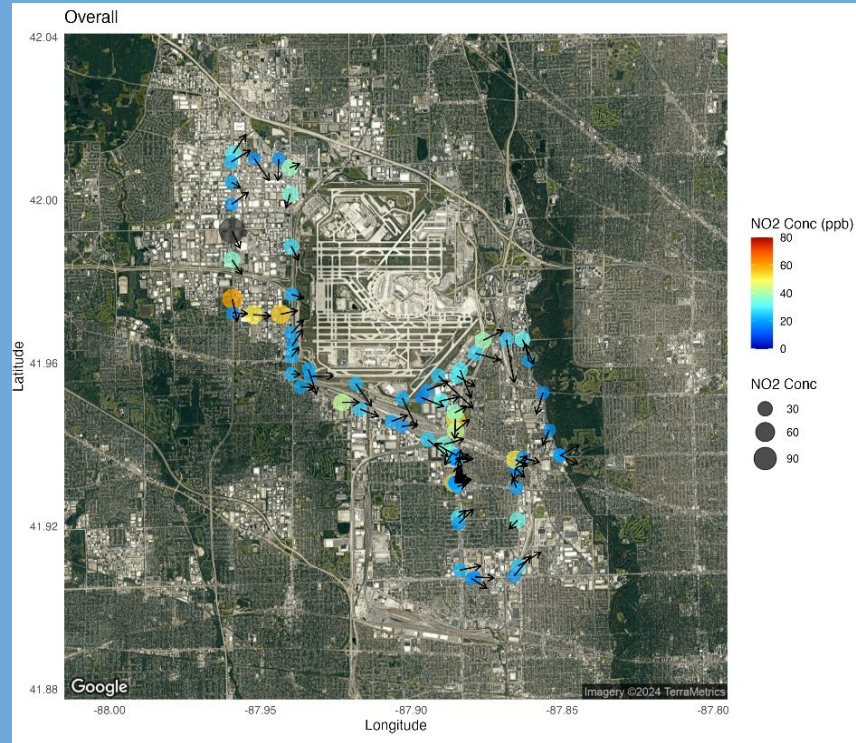 Overall
42.04
42.00
41.96
41.92
41.88
Latitude
-88.00
-87.95
-87.90
-87.85
-87.80
Longitude
Google
Imagery ©2024 TerraMetrics
NO2 Conc (ppb)
80
60
40
20
0
NO2 Conc
30
60
90